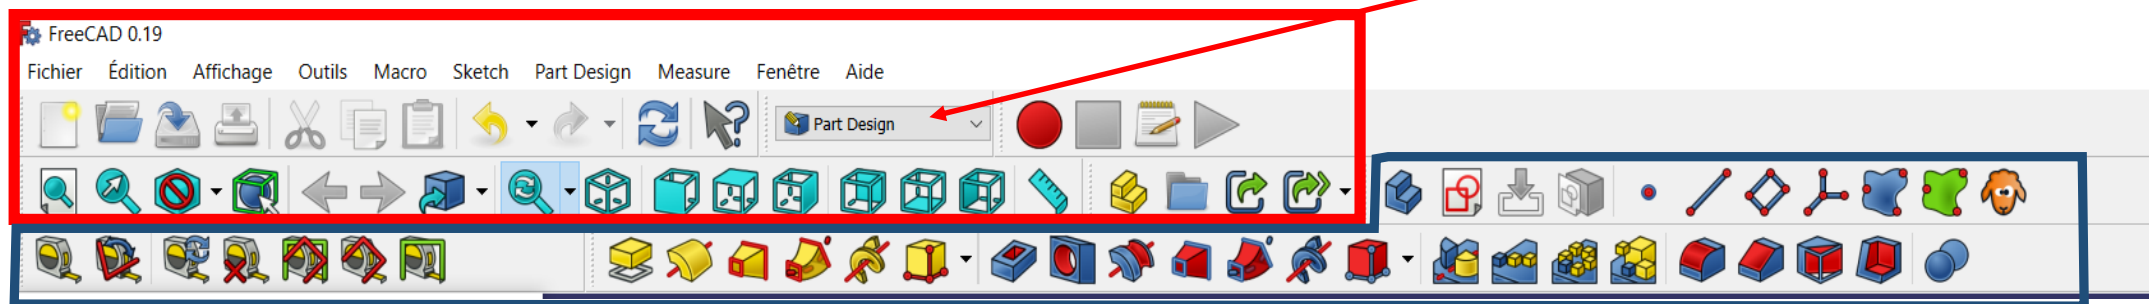 FreeCAD 0.19
Fichier Édition Affichage Outils Macro Sketch Part Design Measure Fenêtre Aide
Part Design